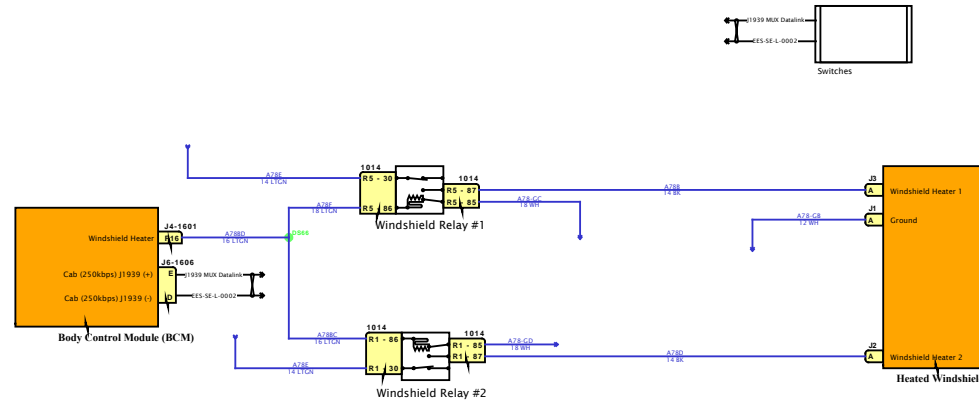 J1939 MUX Datalink
EES-SE-L-0002
Switches
A78E
14 LTGN
1014
R5 - 30
R5 - 86
1014
R5 - 87
R5 - 85
A78F
18 LTGN
Windshield Relay #1
A78-GC
18 WH
A78B
14 BK
J3
A
Windshield Heater 1
J1
A
Ground
A78-G8
12 WH
J4-1601
Windshield Heater
F16
A78BD
16 LTGN
J6-1606
Cab (250kbps) J1939 (+)
E
J1939 MUX Datalink
Cab (250kbps) J1939 (-)
D
EES-SE-L-0002
Body Control Module (BCM)
A78BC
16 LTGN
A78E
14 LTGN
1014
R1 - 86
R1 - 30
1014
R1 - 85
R1 - 87
A78-GD
18 WH
Windshield Relay #2
A78D
14 BK
J2
A
Windshield Heater 2
Heated Windshiel